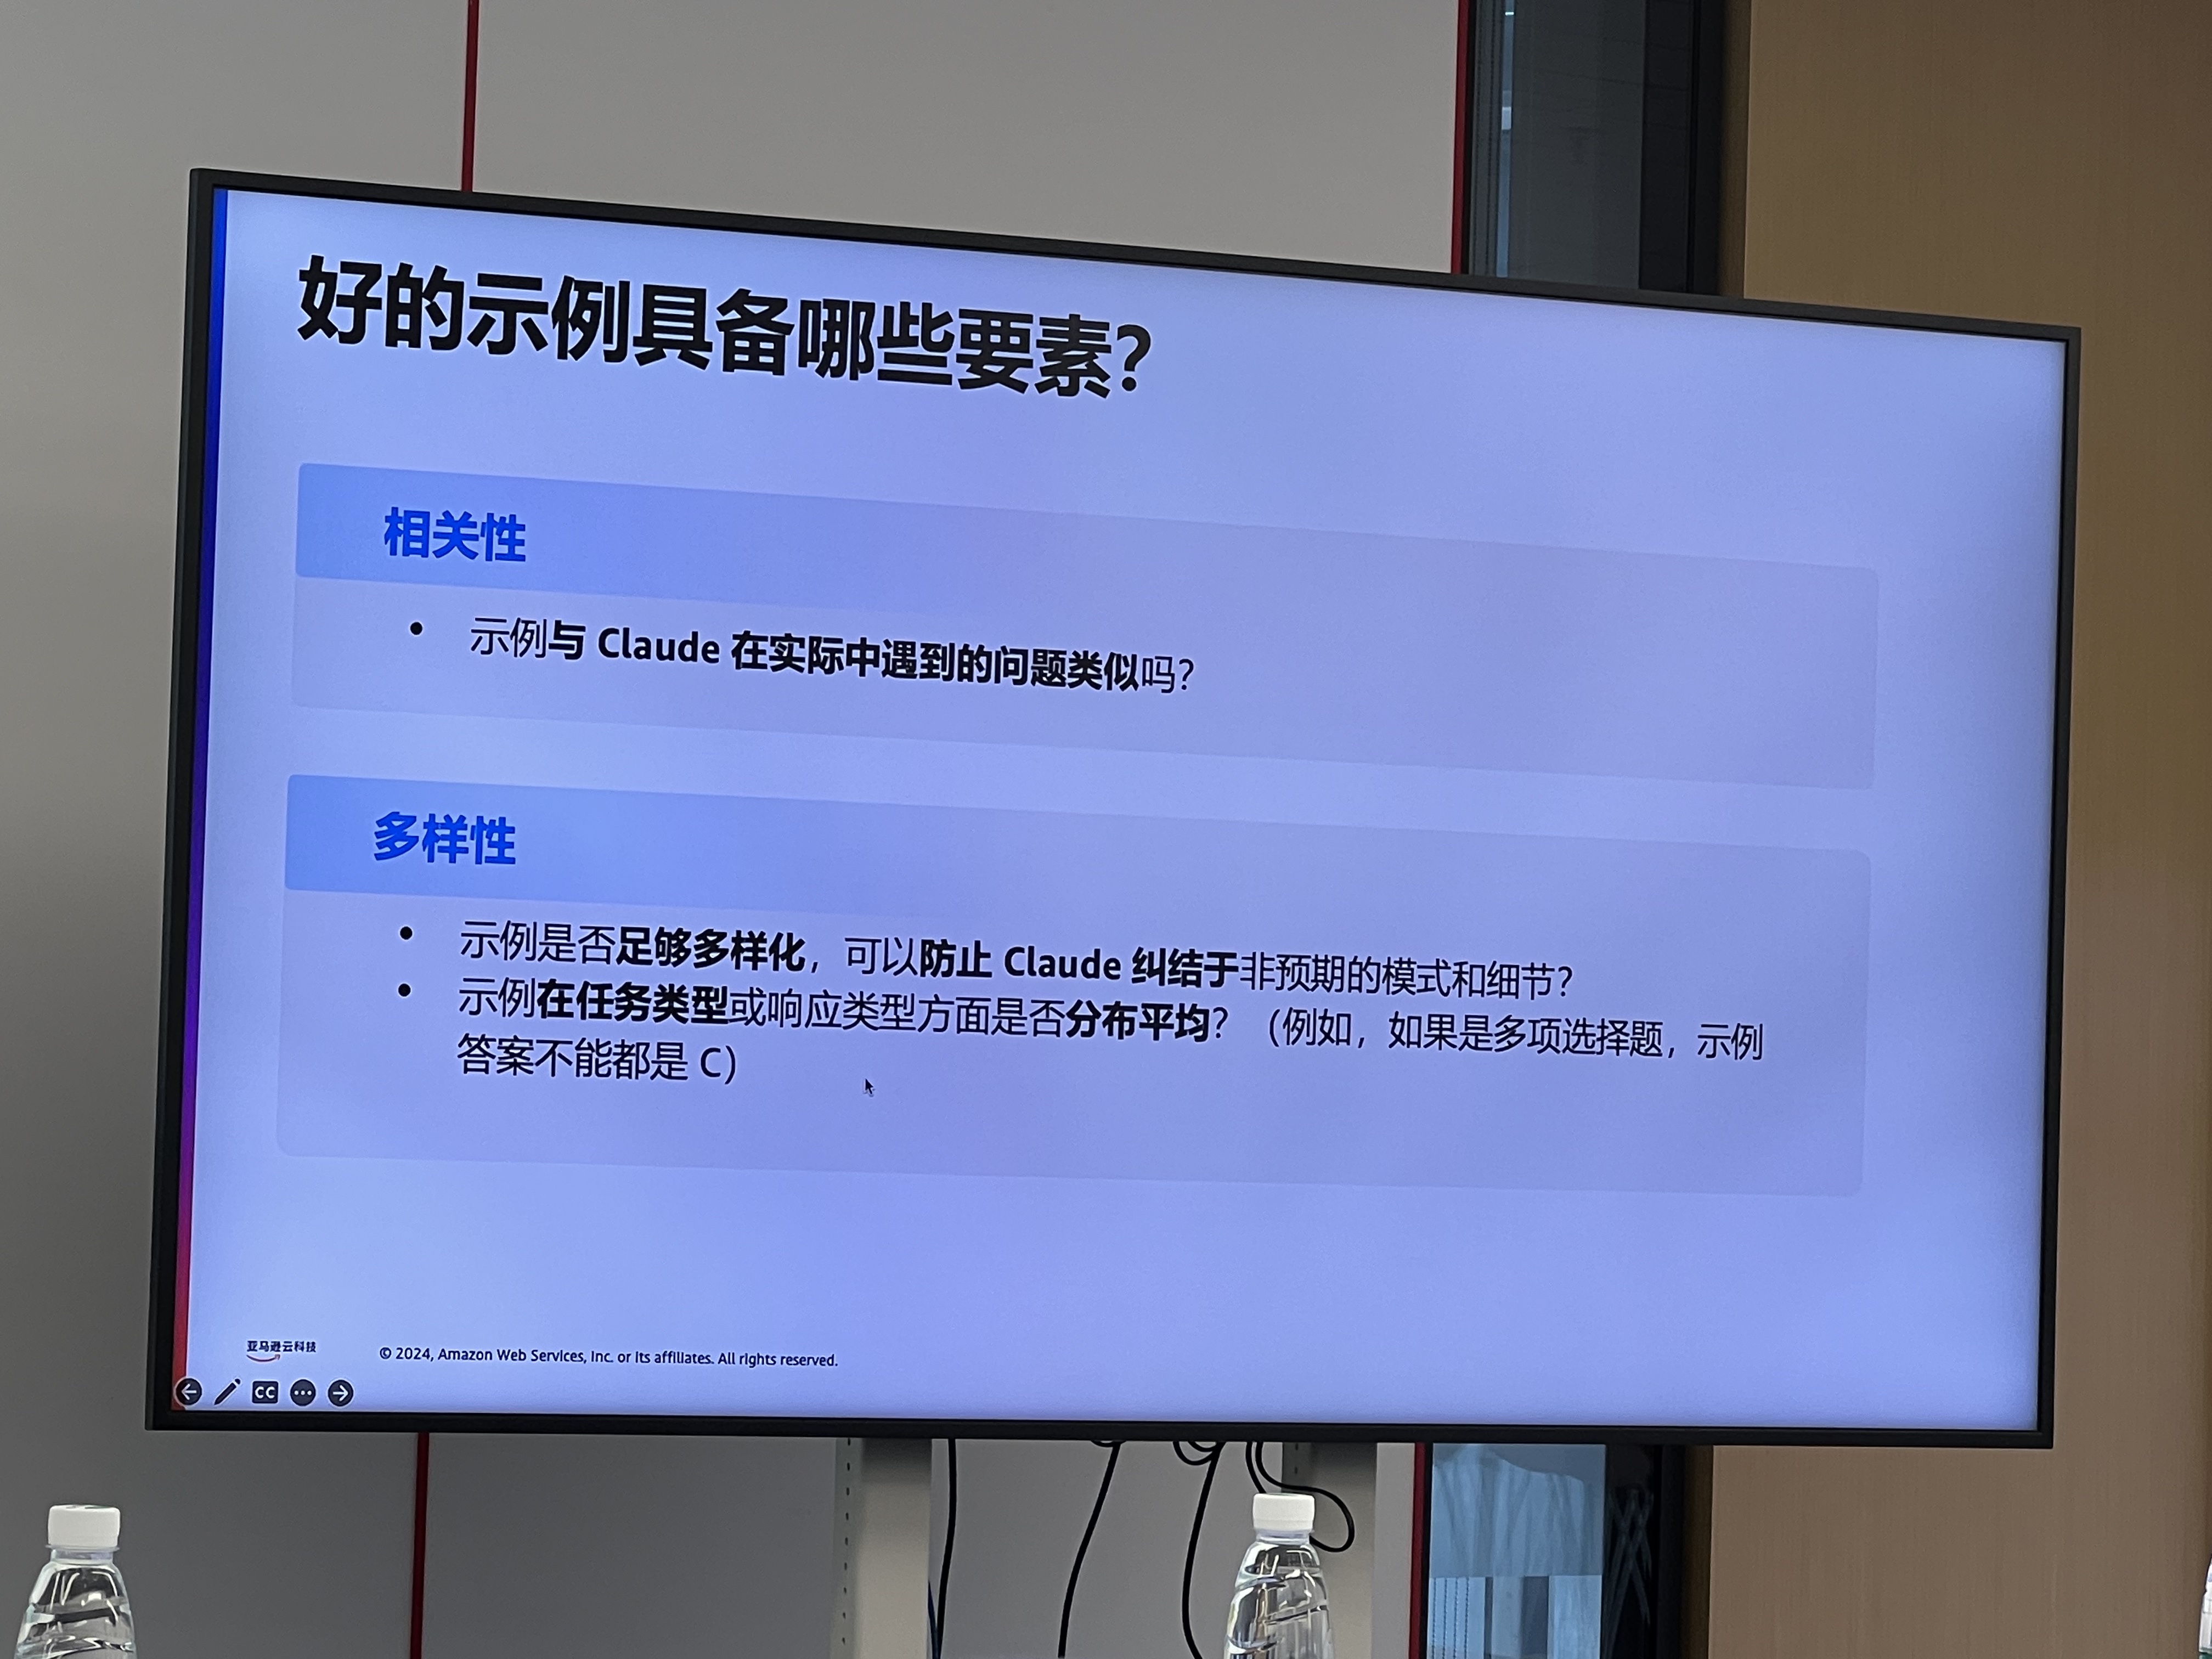 好的示例具备哪些要素?
相关性
• 示例与 Claude 在实际中遇到的问题类似吗?
多样性
• 示例是否足够多样化，可以防止 Claude 纠结于非预期的模式和细节?
• 示例在任务类型或响应类型方面是否分布平均? （例如，如果是多项选择题，示例
答案不能都是 C）
亚马逊云科技
© 2024, Amazon Web Services, Inc. or its affiliates. All rights reserved.
CC